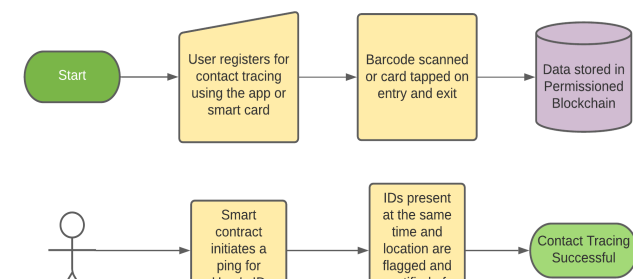 Start
User registers for
contact tracing
using the app or
smart card
Barcode scanned
or card tapped on
entry and exit
Data stored in
Permissioned
Blockchain
Smart
contract
initiates a
ping for
IDs present
at the same
time and
location are
flagged and
Contact Tracing
Successful